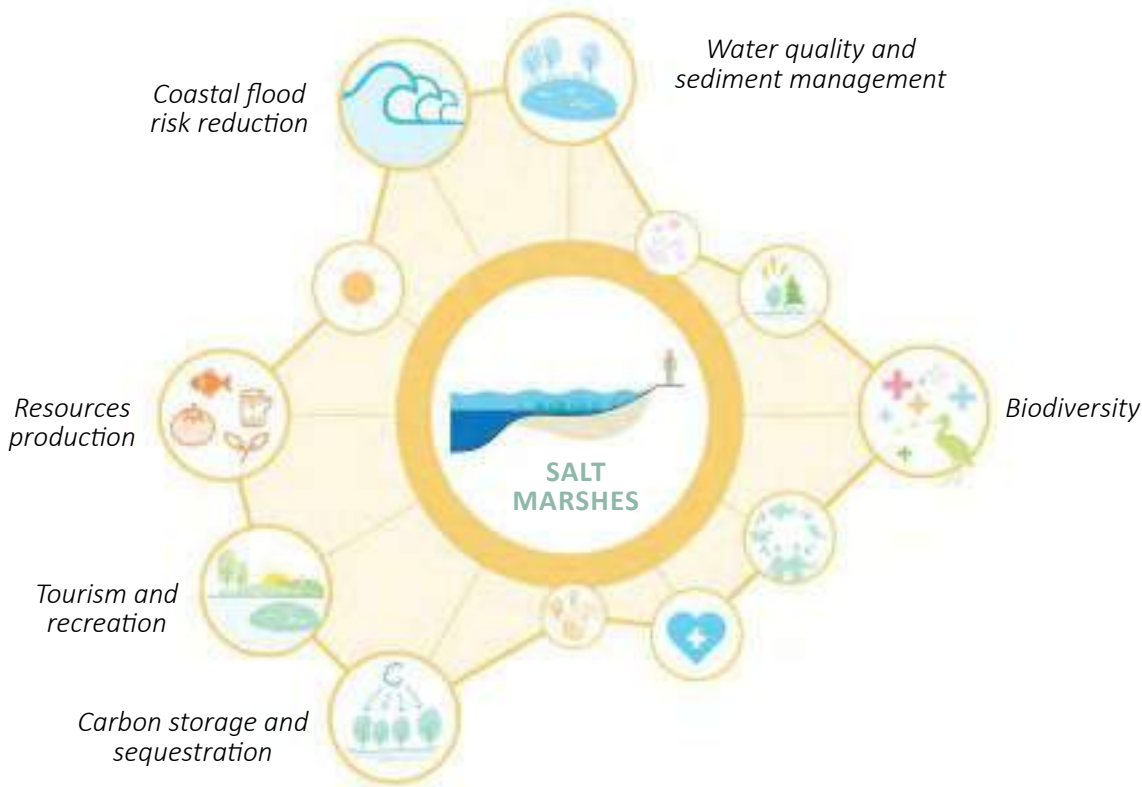 Water quality and
sediment management
Coastal flood
risk reduction
Resources
production
Biodiversity
SALT
MARSHES
Tourism and
recreation
Carbon storage and
sequestration